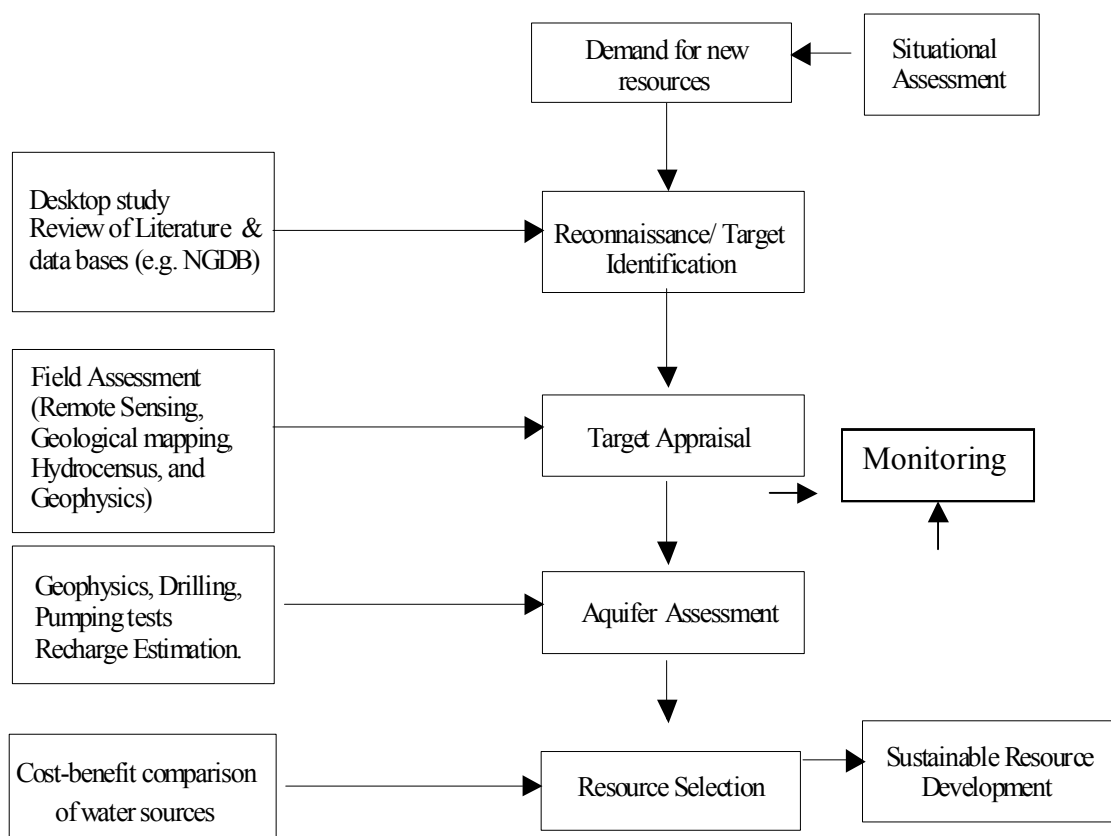 Demand for new
resources
Situational
Assessment
Desktop study
Review of Literature &
data bases (e.g. NGDB)
Reconnaissance/ Target
Identification
Field Assessment
(Remote Sensing,
Geological mapping,
Hydrocensus, and
Geophysics)
Target Appraisal
Monitoring
Geophysics, Drilling,
Pumping tests
Recharge Estimation.
Aquifer Assessment
Cost-benefit comparison
of water sources
Resource Selection
Sustainable Resource
Development